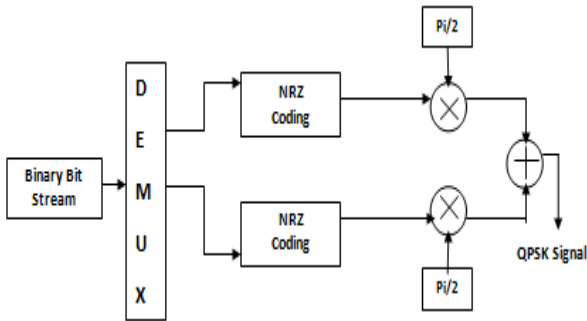 Pi/2
D
E
M
U
X
NRZ
Coding
Binary Bit
Stream
NRZ
Coding
QPSK Signal
Pi/2